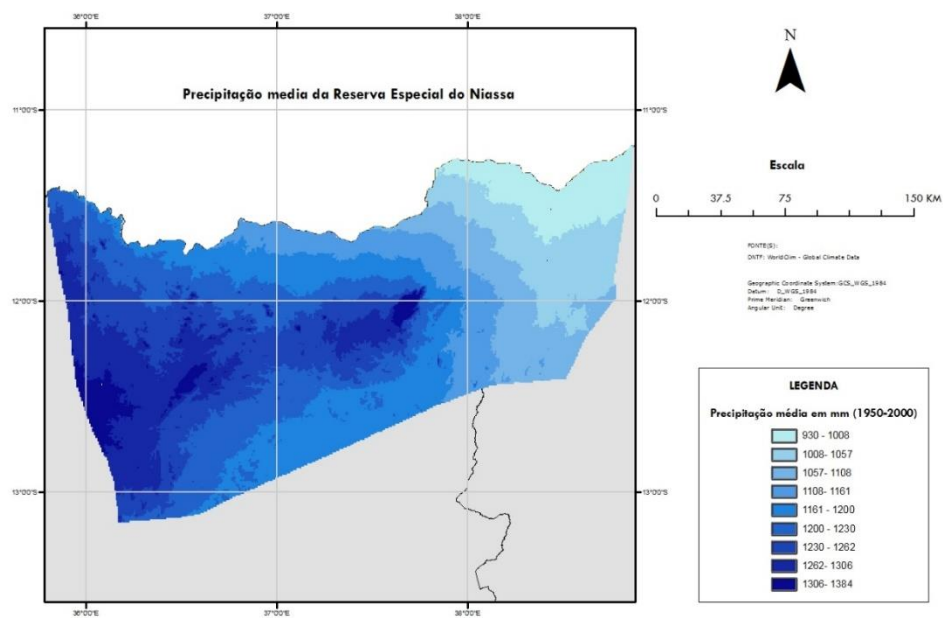 36°00'E
37°00'E
38°00'E
Precipitação media da Reserva Especial do Niassa
11°00'S
11°00'S
12°00'S
12°00'S
13°00'S
13°00'S
36°00'E
37°00'E
38°00'E
N
Escala
0 37.5 75 150 KM
FONTE(S):
DNTF; WorldClim - Global Climate Data
Geographic Coordinate System: GCS_WGS_1984
Datum: D_WGS_1984
Prime Meridian: Greenwich
Angular Unit: Degree
LEGENDA
Precipitação média em mm (1950-2000)
930 - 1008
1008- 1057
1057 - 1108
1108- 1161
1161 - 1200
1200 - 1230
1230 - 1262
1262- 1306
1306- 1384